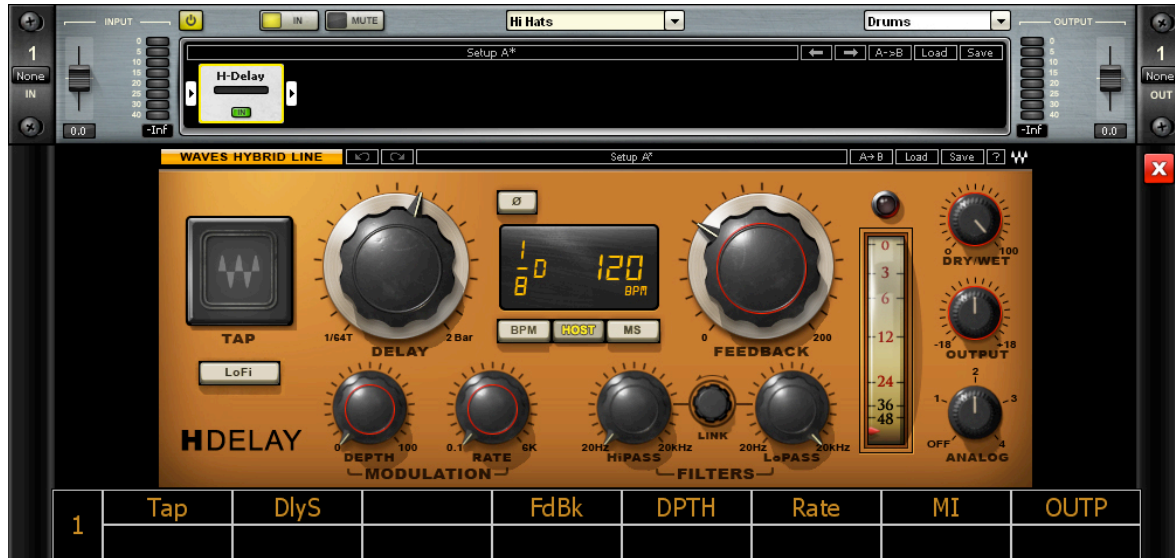 INPUT IN MUTE Hi Hats Drums OUTPUT
1 0 5 10 15 20 25 30 40 -Inf 0.0
None
IN
Setup A* A->B Load Save
H-Delay
IN
0 5 10 15 20 25 30 40 -Inf 0.0
1
None
OUT
WAVES HYBRID LINE Setup A* A→B Load Save ? X
TAP
LoFi
HDELAY
1/64T 2 Bar
DELAY
Ø
1/8 D 120
BPM
BPM HOST MS
0 200
FEEDBACK
0 100 0.1 6K
DEPTH RATE
MODULATION
20Hz 20kHz LINK 20Hz 20kHz
HiPASS LoPASS
FILTERS
0
3
6
12
24
36
48
0 100
DRY/WET
-18 +18
OUTPUT
OFF 1 2 3 4
ANALOG
1 Tap DlyS FdBk DPTH Rate MI OUTP